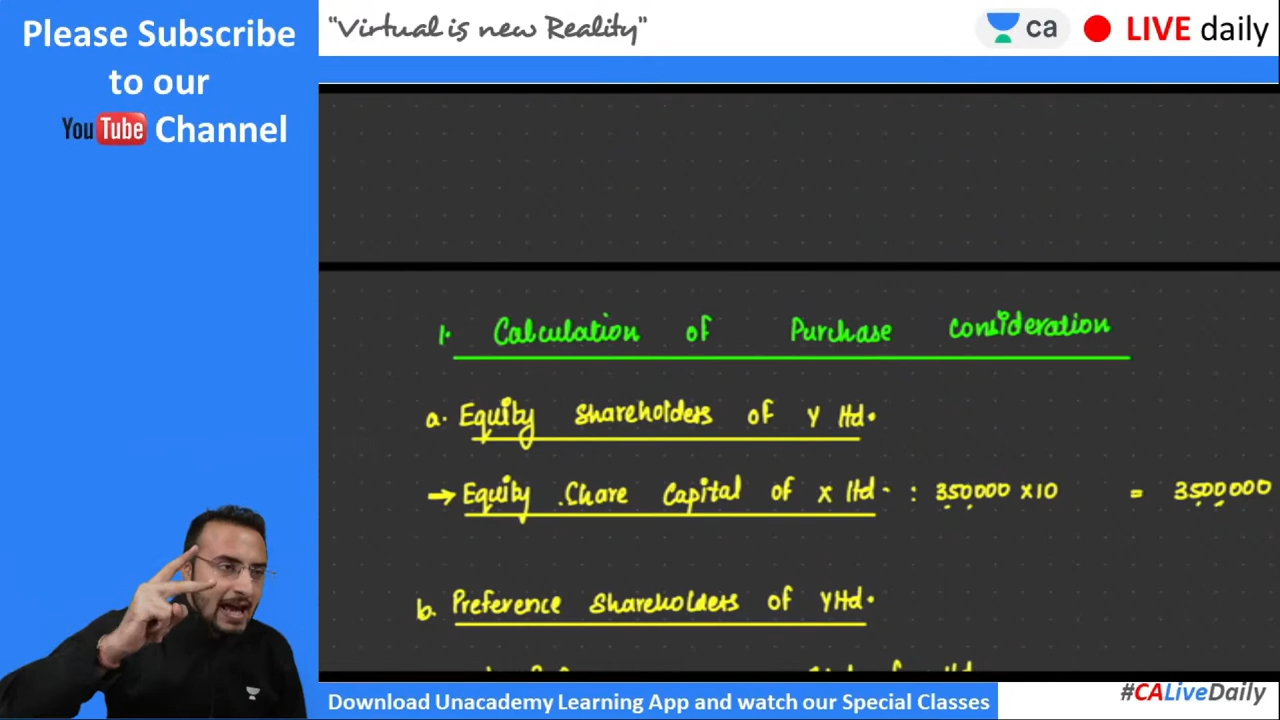 Please Subscribe
to our
YouTube Channel
"Virtual is new Reality"
ca
LIVE daily
1. Calculation of Purchase Consideration
a. Equity Shareholders of Y Ltd.
→ Equity Share Capital of X Ltd. : 350000 x 10 = 3500000
b. Preference Shareholders of Y Ltd.
Download Unacademy Learning App and watch our Special Classes
#CALiveDaily